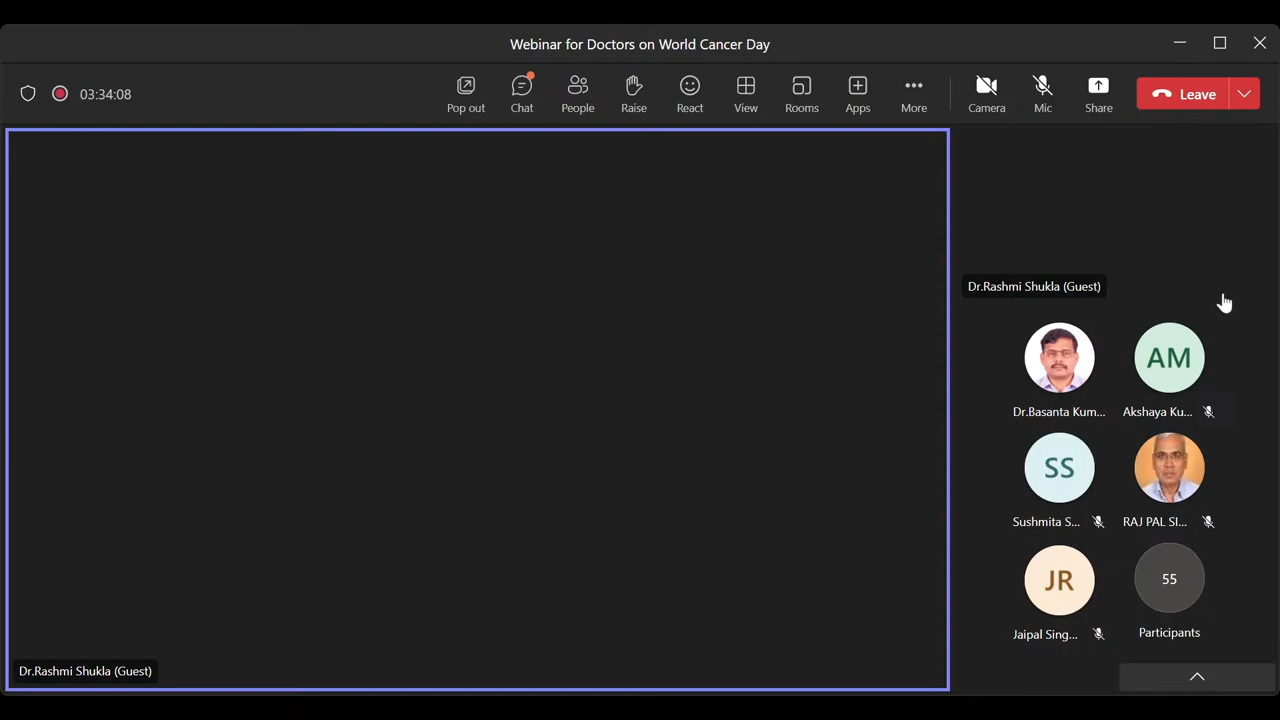 Webinar for Doctors on World Cancer Day
03:34:08
Pop out
Chat
People
Raise
React
View
Rooms
Apps
More
Camera
Mic
Share
Leave
Dr.Rashmi Shukla (Guest)
Dr.Basanta Kum...
AM
Akshaya Ku...
SS
Sushmita S...
RAJ PAL SI...
JR
Jaipal Sing...
55
Participants
Dr.Rashmi Shukla (Guest)